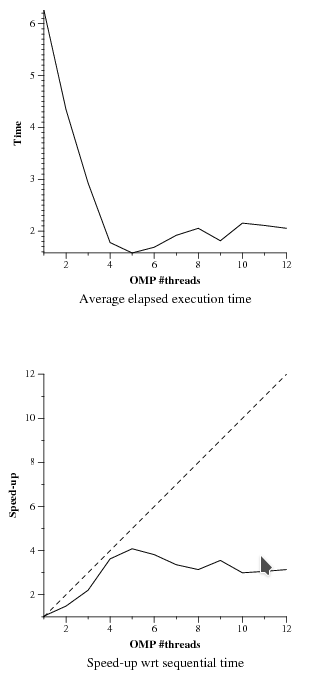 6
5
4
3
2
Time
2 4 6 8 10 12
OMP #threads
Average elapsed execution time
12
10
8
6
4
2
Speed-up
2 4 6 8 10 12
OMP #threads
Speed-up wrt sequential time